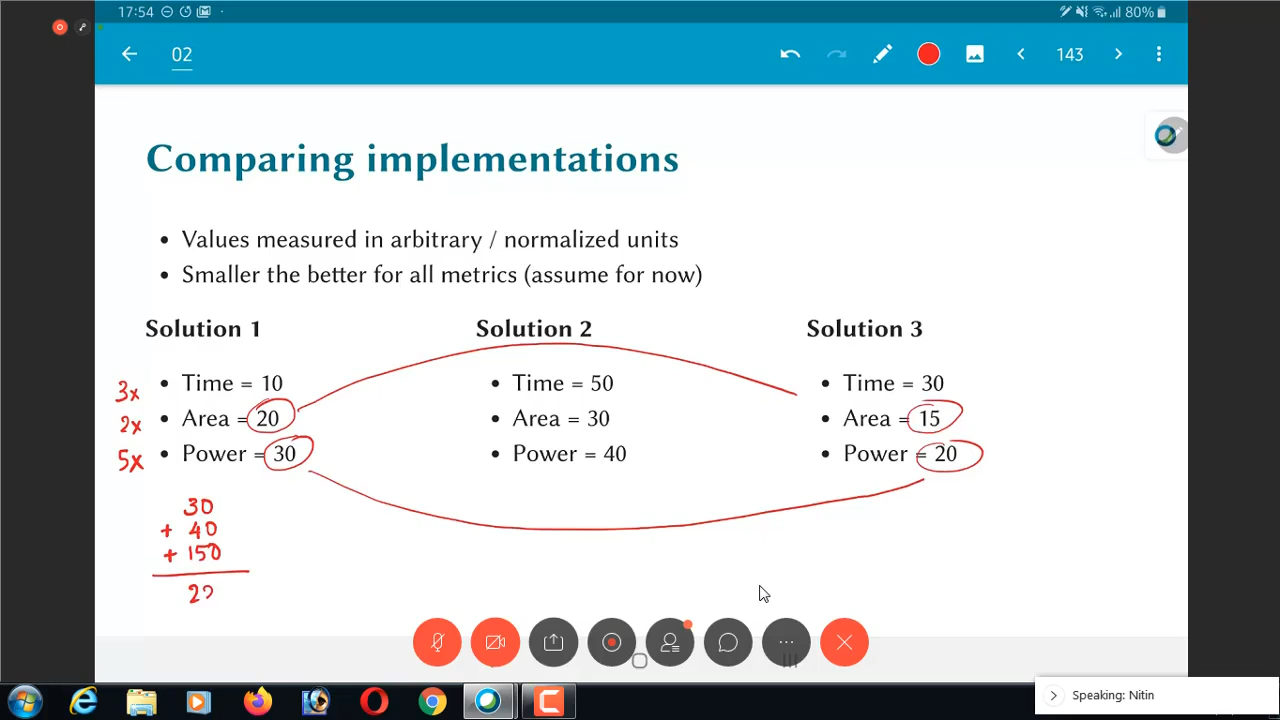 17:54
80%
02
143
Comparing implementations
• Values measured in arbitrary / normalized units
• Smaller the better for all metrics (assume for now)
Solution 1
3x • Time = 10
2x • Area = 20
5x • Power = 30
30
+ 40
+ 150
22
Solution 2
• Time = 50
• Area = 30
• Power = 40
Solution 3
• Time = 30
• Area = 15
• Power = 20
Speaking: Nitin